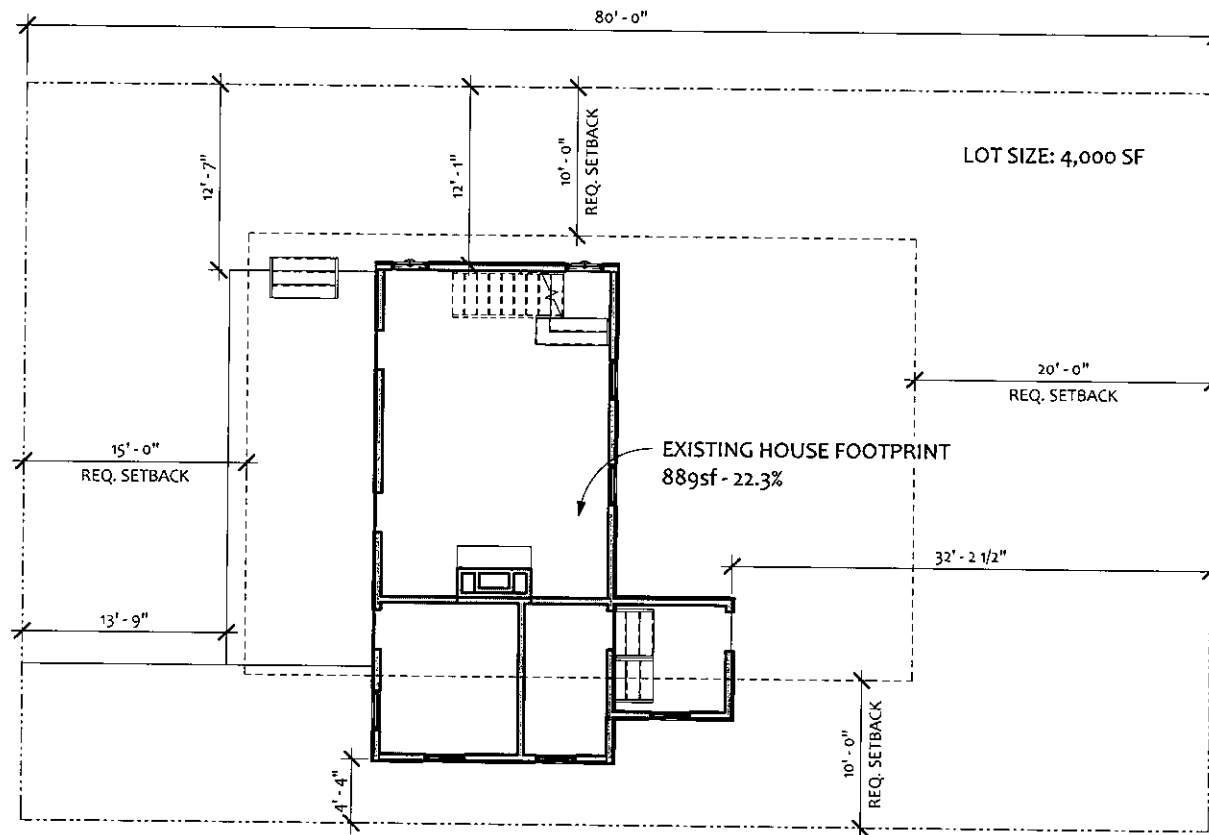 80' - 0"
12' - 7"
12' - 1"
10' - 0"
REQ. SETBACK
LOT SIZE: 4,000 SF
20' - 0"
REQ. SETBACK
15' - 0"
REQ. SETBACK
EXISTING HOUSE FOOTPRINT
889sf - 22.3%
32' - 2 1/2"
13' - 9"
4' - 4"
10' - 0"
REQ. SETBACK